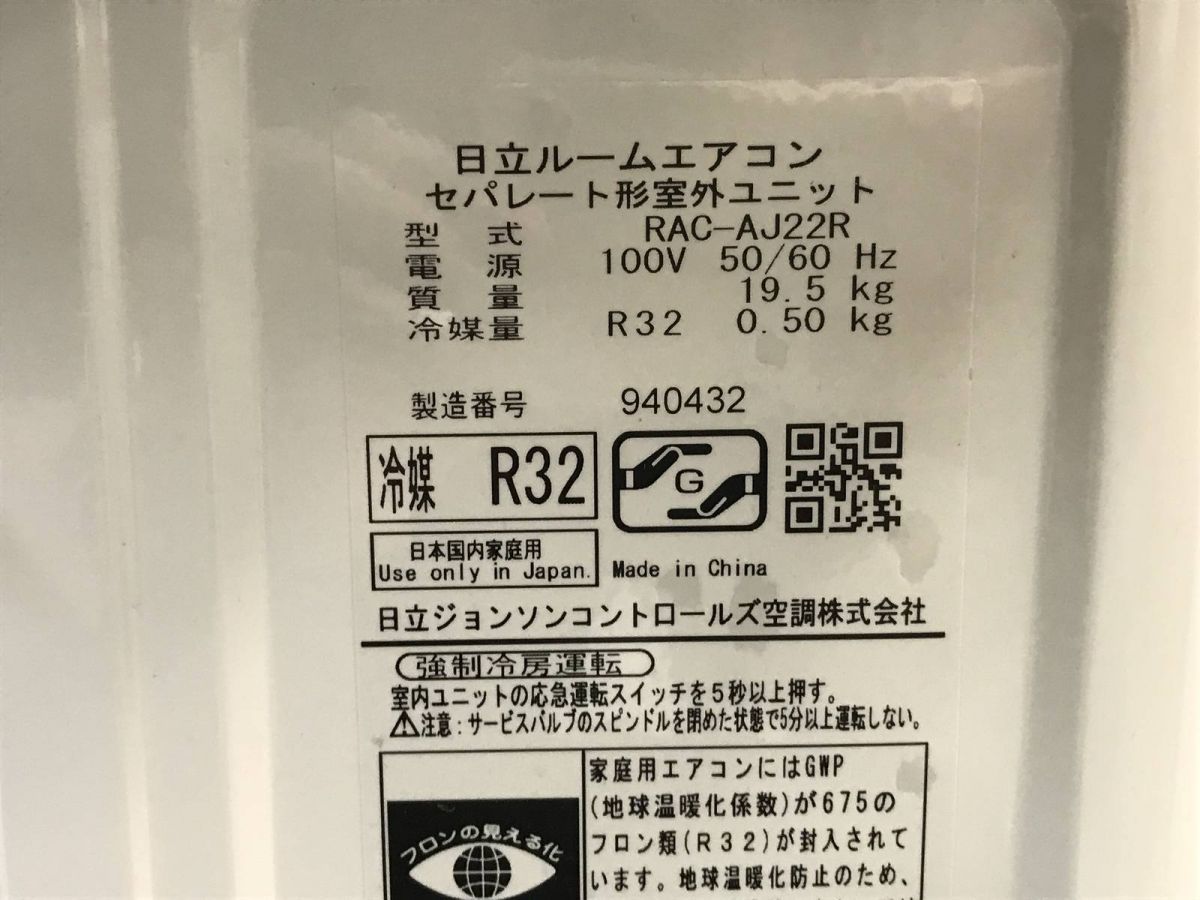 日立ルームエアコン
セパレート形室外ユニット
型 式 RAC-AJ22R
電 源 100V 50/60 Hz
質 量 19.5 kg
冷媒量 R32 0.50 kg
製造番号 940432
冷媒 R32
G
日本国内家庭用
Use only in Japan.
Made in China
日立ジョンソンコントロールズ空調株式会社
強制冷房運転
室内ユニットの応急運転スイッチを5秒以上押す。
⚠注意:サービスバルブのスピンドルを閉めた状態で5分以上運転しない。
フロンの見える化
家庭用エアコンにはGWP
(地球温暖化係数)が675の
フロン類(R32)が封入されて
います。地球温暖化防止のため、